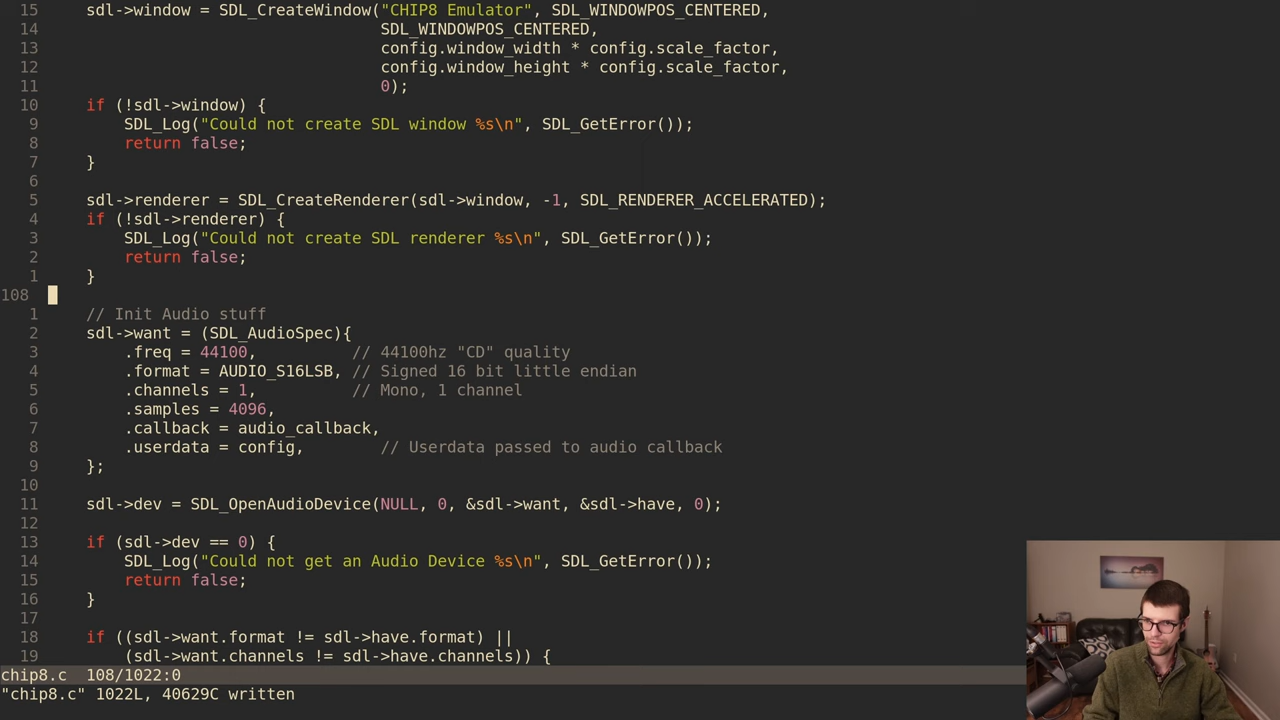 15 sdl->window = SDL_CreateWindow("CHIP8 Emulator", SDL_WINDOWPOS_CENTERED,
14 SDL_WINDOWPOS_CENTERED,
13 config.window_width * config.scale_factor,
12 config.window_height * config.scale_factor,
11 0);
10 if (!sdl->window) {
9 SDL_Log("Could not create SDL window %s\n", SDL_GetError());
8 return false;
7 }
6
5 sdl->renderer = SDL_CreateRenderer(sdl->window, -1, SDL_RENDERER_ACCELERATED);
4 if (!sdl->renderer) {
3 SDL_Log("Could not create SDL renderer %s\n", SDL_GetError());
2 return false;
1 }
108
1 // Init Audio stuff
2 sdl->want = (SDL_AudioSpec){
3 .freq = 44100, // 44100hz "CD" quality
4 .format = AUDIO_S16LSB, // Signed 16 bit little endian
5 .channels = 1, // Mono, 1 channel
6 .samples = 4096,
7 .callback = audio_callback,
8 .userdata = config, // Userdata passed to audio callback
9 };
10
11 sdl->dev = SDL_OpenAudioDevice(NULL, 0, &sdl->want, &sdl->have, 0);
12
13 if (sdl->dev == 0) {
14 SDL_Log("Could not get an Audio Device %s\n", SDL_GetError());
15 return false;
16 }
17
18 if ((sdl->want.format != sdl->have.format) ||
19 (sdl->want.channels != sdl->have.channels)) {
chip8.c 108/1022:0
"chip8.c" 1022L, 40629C written